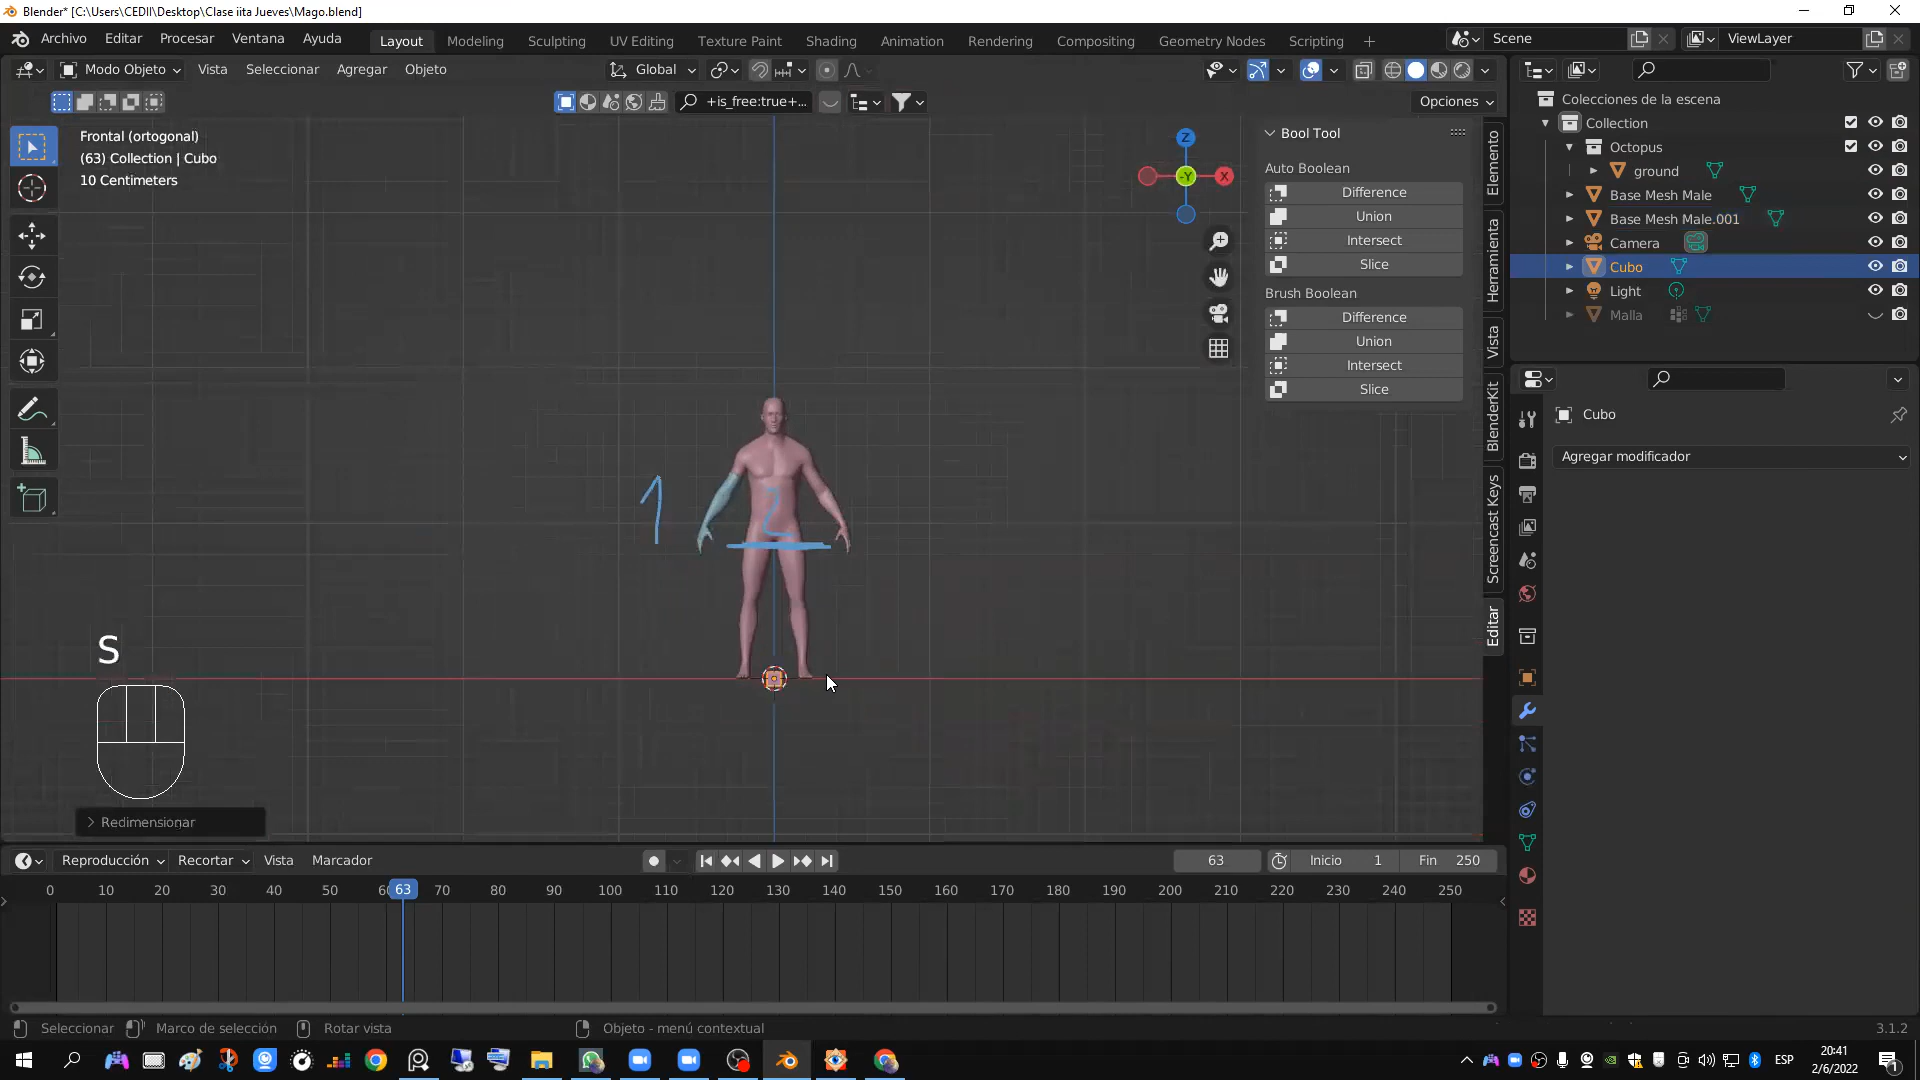 Blender* [C:\Users\CEDII\Desktop\Clase iita Jueves\Mago.blend]
Archivo Editar Procesar Ventana Ayuda Layout Modeling Sculpting UV Editing Texture Paint Shading Animation Rendering Compositing Geometry Nodes Scripting + Scene ViewLayer
Modo Objeto Vista Seleccionar Agregar Objeto Global
+is_free:true+... Opciones
Colecciones de la escena
Collection
Octopus
ground
Base Mesh Male
Base Mesh Male.001
Camera
Cubo
Light
Malla
Frontal (ortogonal)
(63) Collection | Cubo
10 Centimeters
Z
-Y
X
Bool Tool
Auto Boolean
Difference
Union
Intersect
Slice
Brush Boolean
Difference
Union
Intersect
Slice
Elemento
Herramienta
Vista
BlenderKit
Screencast Keys
Editar
Cubo
Agregar modificador
1
2
S
Redimensionar
Reproducción Recortar Vista Marcador 63 Inicio 1 Fin 250
0 10 20 30 40 50 60 63 70 80 90 100 110 120 130 140 150 160 170 180 190 200 210 220 230 240 250
Seleccionar Marco de selección Rotar vista Objeto - menú contextual 3.1.2
ESP 20:41
2/6/2022
1